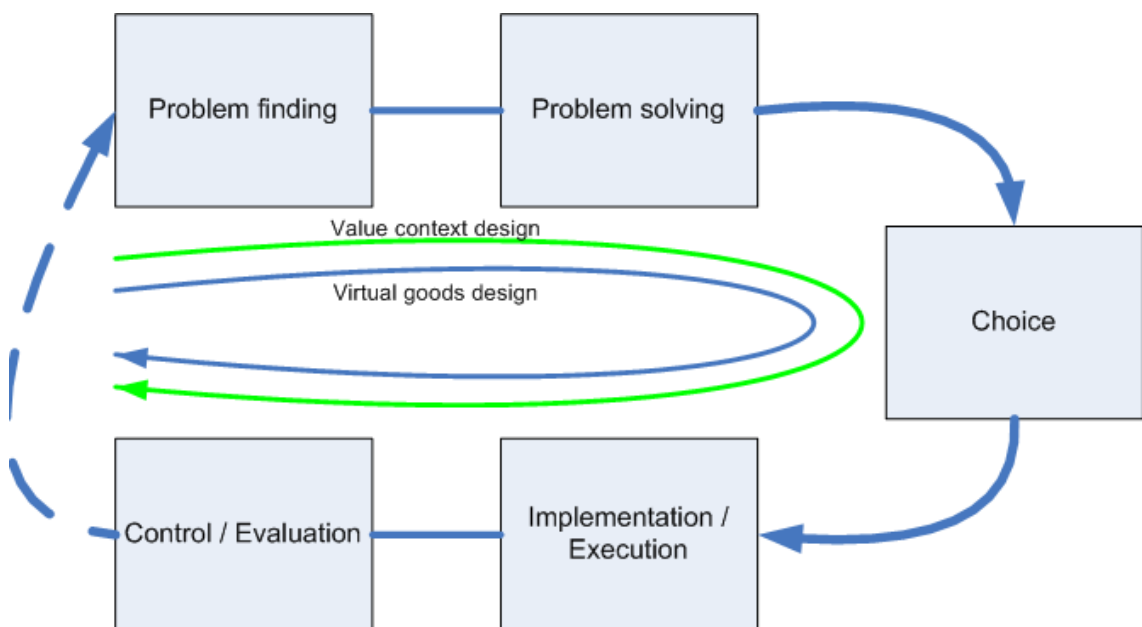 Problem finding
Problem solving
Value context design
Virtual goods design
Choice
Control / Evaluation
Implementation /
Execution